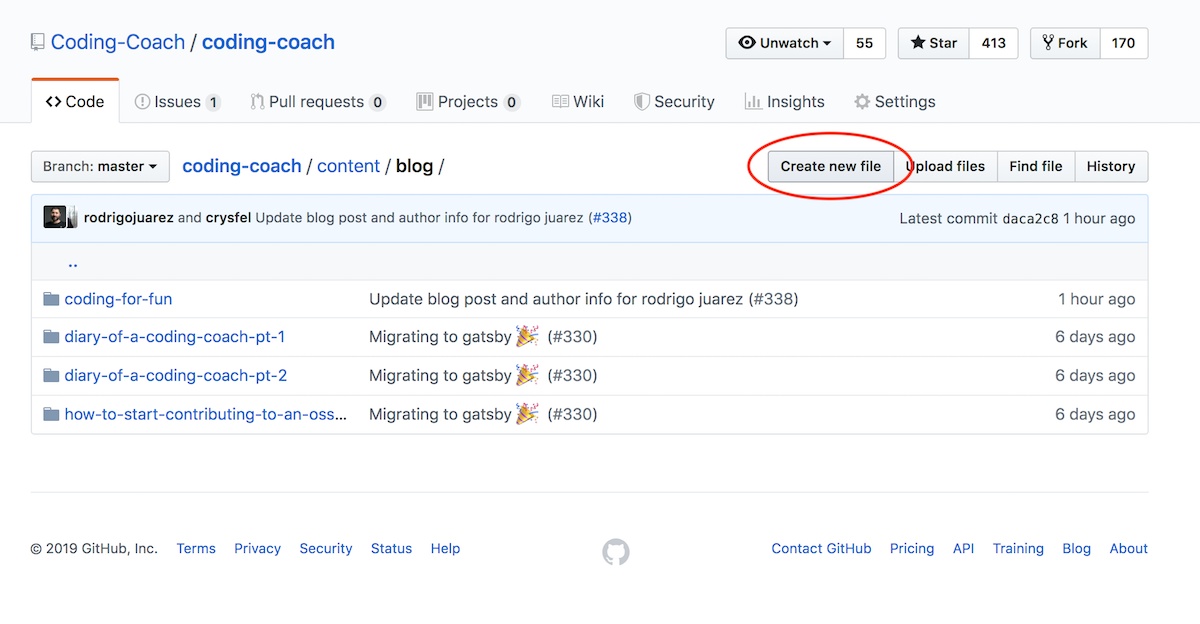 Coding-Coach / coding-coach Unwatch 55 Star 413 Fork 170
Code Issues 1 Pull requests 0 Projects 0 Wiki Security Insights Settings
Branch: master coding-coach / content / blog / Create new file Upload files Find file History
rodrigojuarez and crysfel Update blog post and author info for rodrigo juarez (#338) Latest commit daca2c8 1 hour ago
..
coding-for-fun Update blog post and author info for rodrigo juarez (#338) 1 hour ago
diary-of-a-coding-coach-pt-1 Migrating to gatsby 🎉 (#330) 6 days ago
diary-of-a-coding-coach-pt-2 Migrating to gatsby 🎉 (#330) 6 days ago
how-to-start-contributing-to-an-oss... Migrating to gatsby 🎉 (#330) 6 days ago
© 2019 GitHub, Inc. Terms Privacy Security Status Help Contact GitHub Pricing API Training Blog About